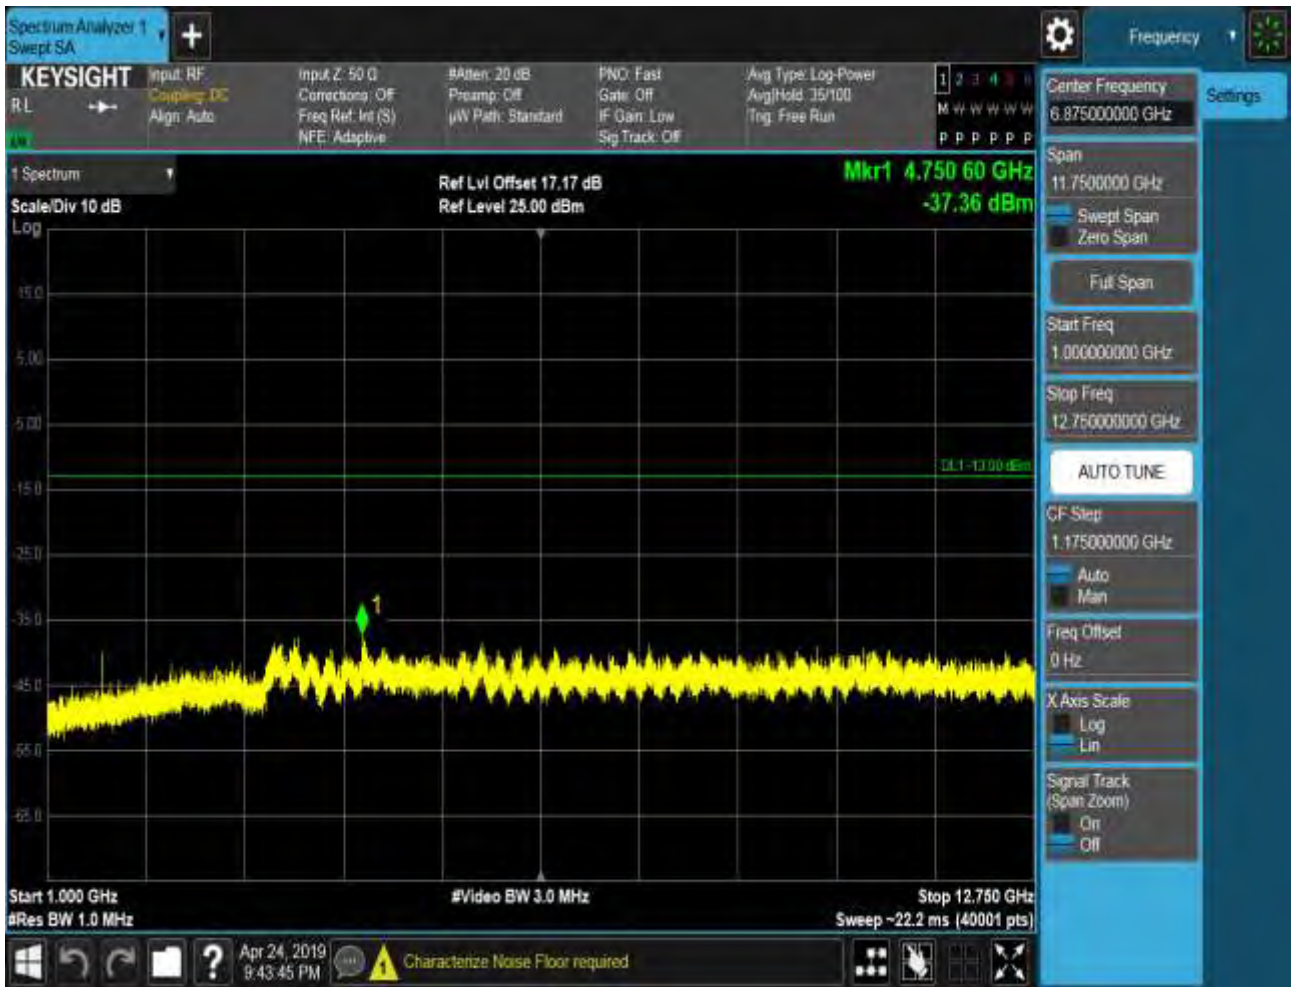 Spectrum Analyzer 1
Swept SA
+
Frequency
KEYSIGHT
RL
Input: RF
Coupling: DC
Align: Auto
Input Z: 50 Ω
Corrections: Off
Freq Ref: Int (S)
NFE: Adaptive
#Atten: 20 dB
Preamp: Off
µW Path: Standard
PNO: Fast
Gate: Off
IF Gain: Low
Sig Track: Off
Avg Type: Log-Power
Avg|Hold: 35/100
Trig: Free Run
1 2 3 4 5 6
M W W W W W
P P P P P P
1 Spectrum
Scale/Div 10 dB
Log
Ref Lvl Offset 17.17 dB
Ref Level 25.00 dBm
Mkr1 4.750 60 GHz
-37.36 dBm
15.0
5.00
-5.00
DL1 -13.00 dBm
-15.0
-25.0
1
-35.0
-45.0
-55.0
-65.0
Start 1.000 GHz
#Res BW 1.0 MHz
#Video BW 3.0 MHz
Stop 12.750 GHz
Sweep ~22.2 ms (40001 pts)
Center Frequency
6.875000000 GHz
Settings
Span
11.7500000 GHz
Swept Span
Zero Span
Full Span
Start Freq
1.000000000 GHz
Stop Freq
12.750000000 GHz
AUTO TUNE
CF Step
1.175000000 GHz
Auto
Man
Freq Offset
0 Hz
X Axis Scale
Log
Lin
Signal Track
(Span Zoom)
On
Off
?
Apr 24, 2019
9:43:45 PM
1
Characterize Noise Floor required